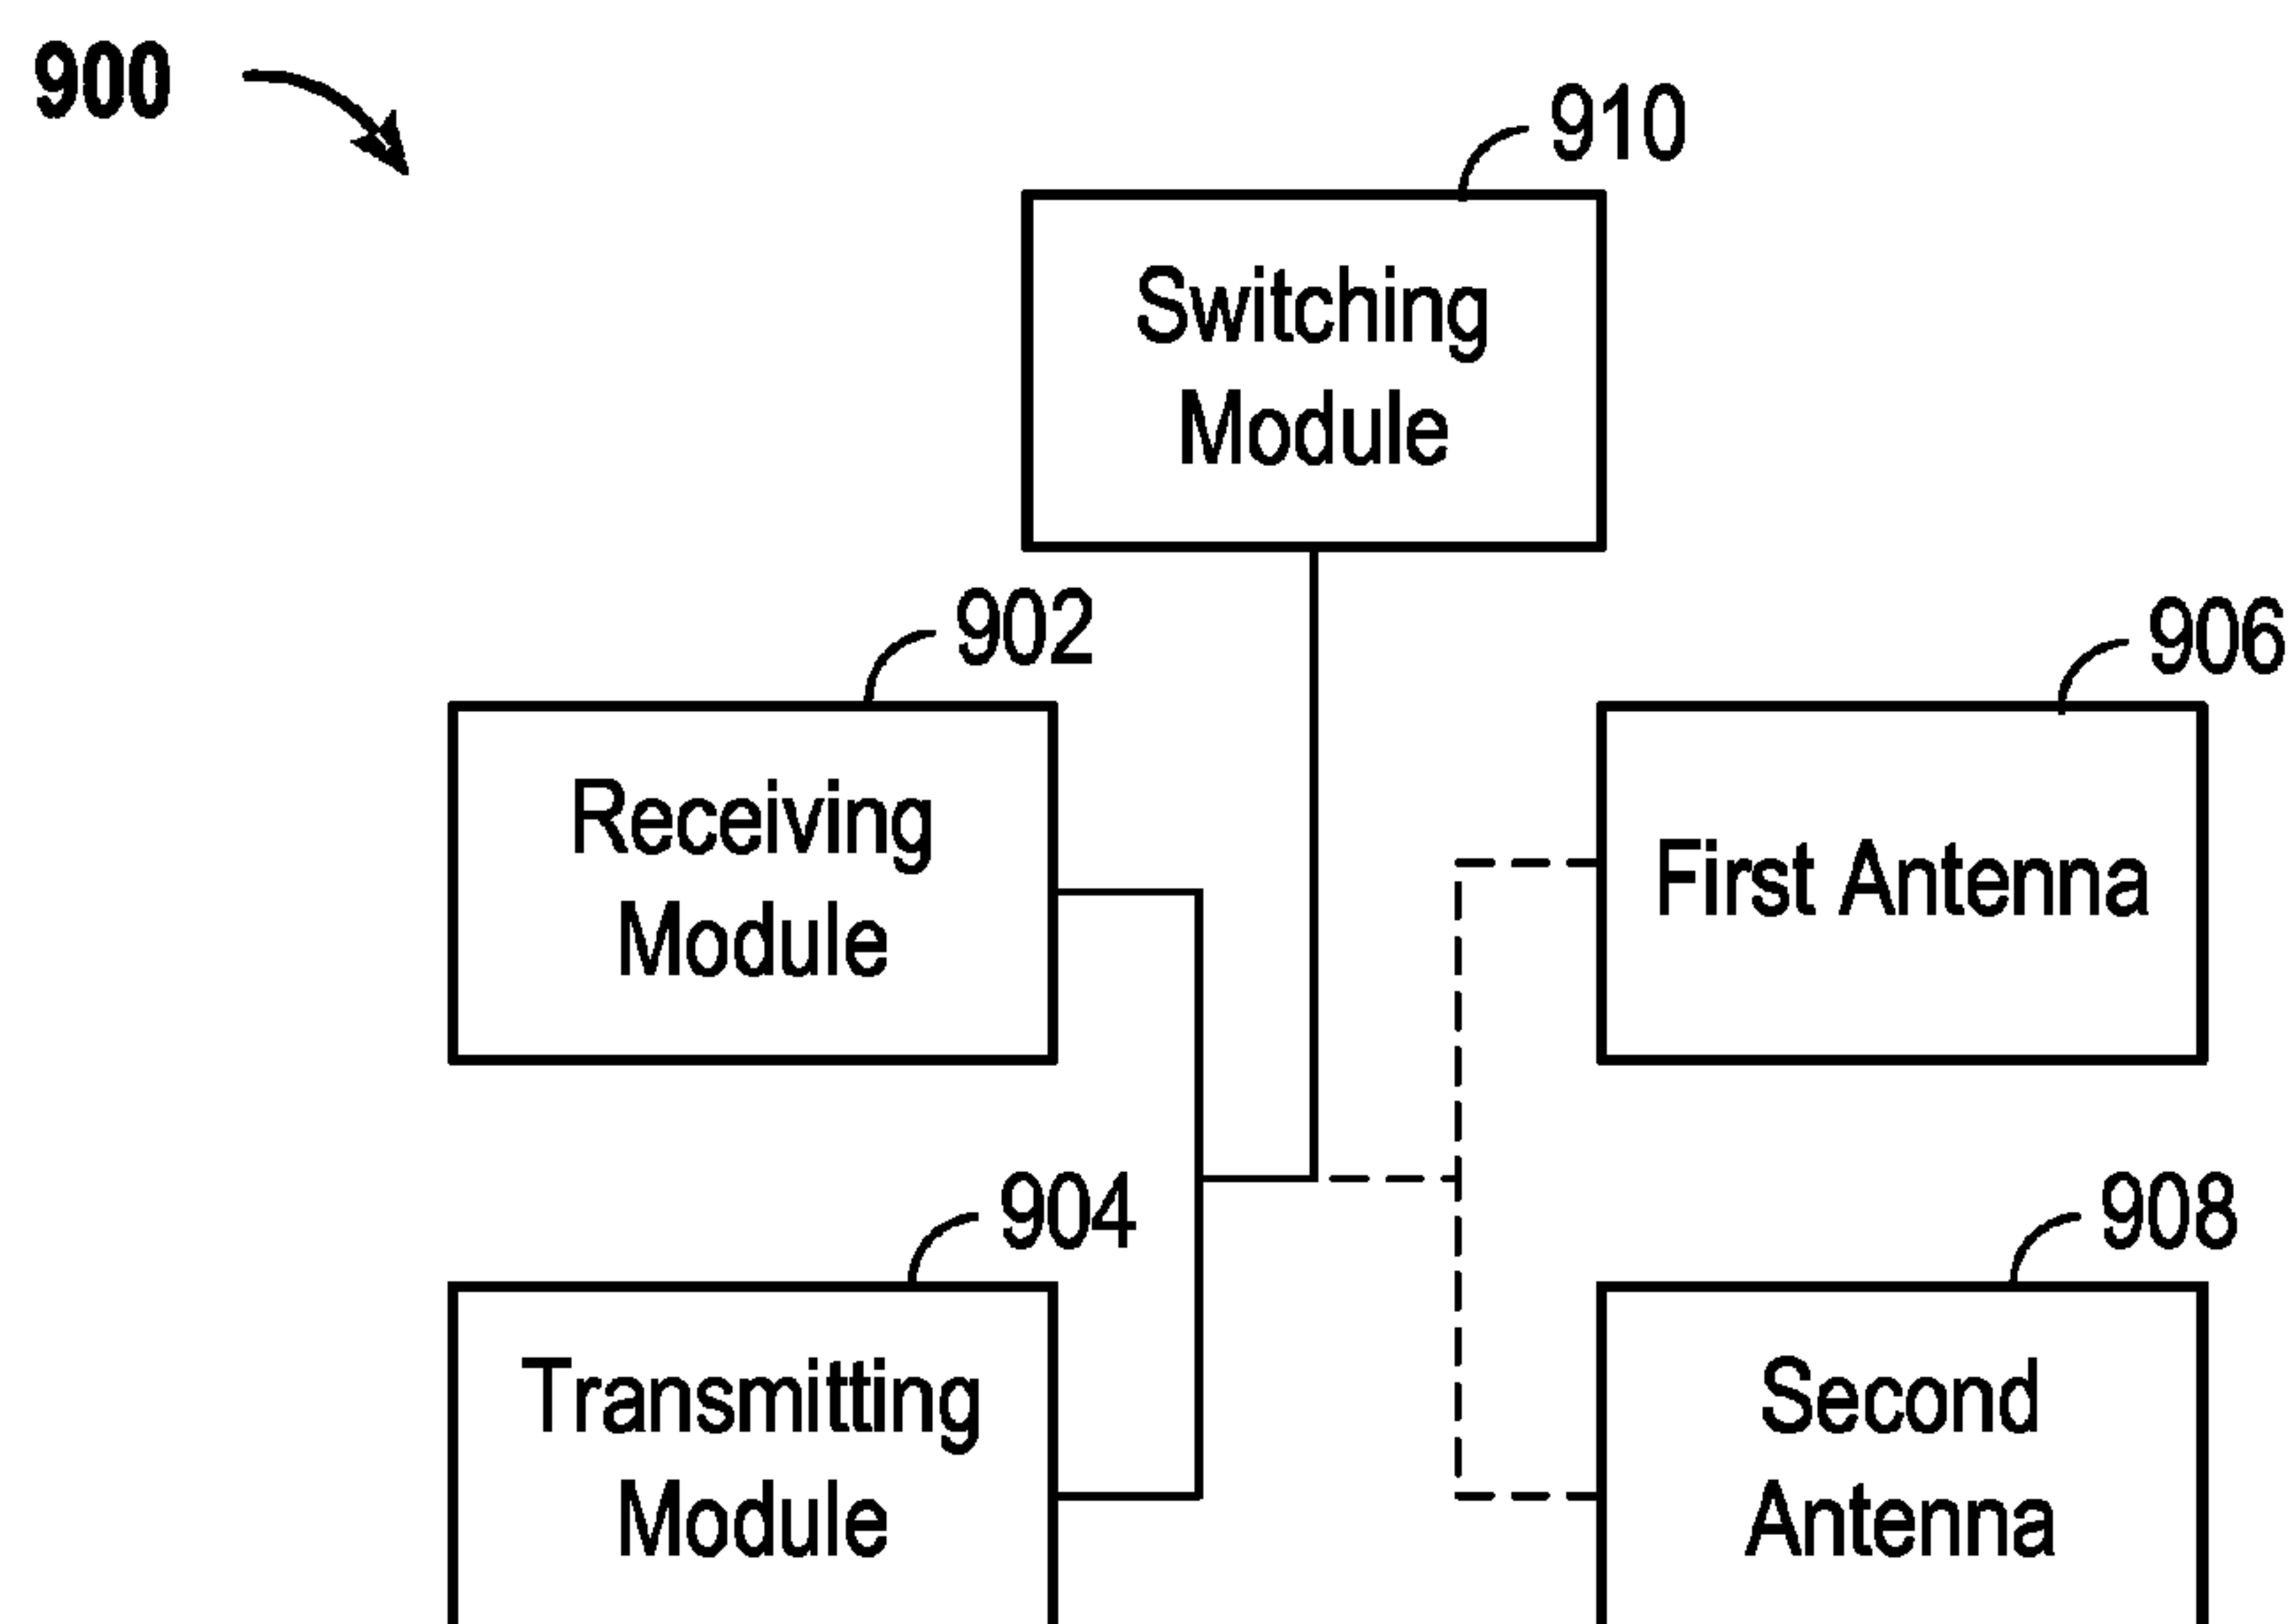 900
910
Switching
Module
902
906
Receiving
Module
First Antenna
904
908
Transmitting
Module
Second
Antenna